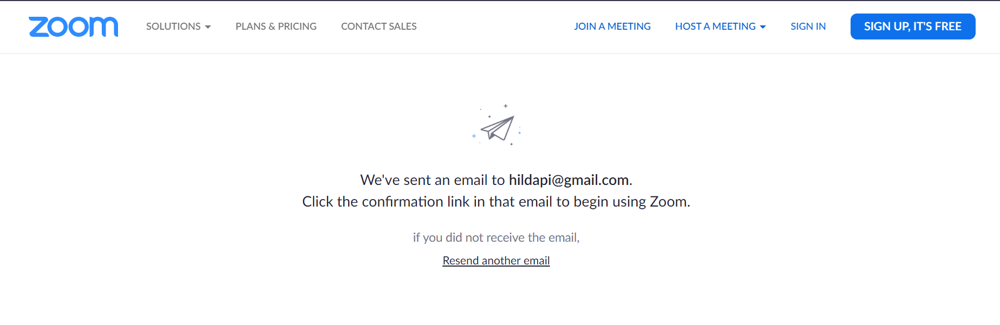 zoom
SOLUTIONS
PLANS & PRICING
CONTACT SALES
JOIN A MEETING
HOST A MEETING
SIGN IN
SIGN UP, IT'S FREE
We've sent an email to hildapi@gmail.com.
Click the confirmation link in that email to begin using Zoom.
if you did not receive the email,
Resend another email